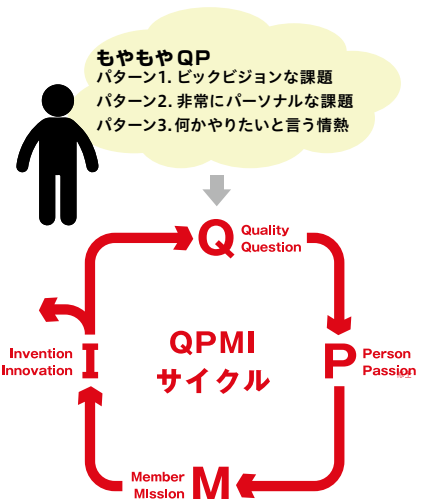 もやもやQP
パターン1. ビックビジョンな課題
パターン2. 非常にパーソナルな課題
パターン3. 何かやりたいと言う情熱
Q Quality
Question
P Person
Passion
QPMI
サイクル
I Invention
Innovation
M Member
Mission